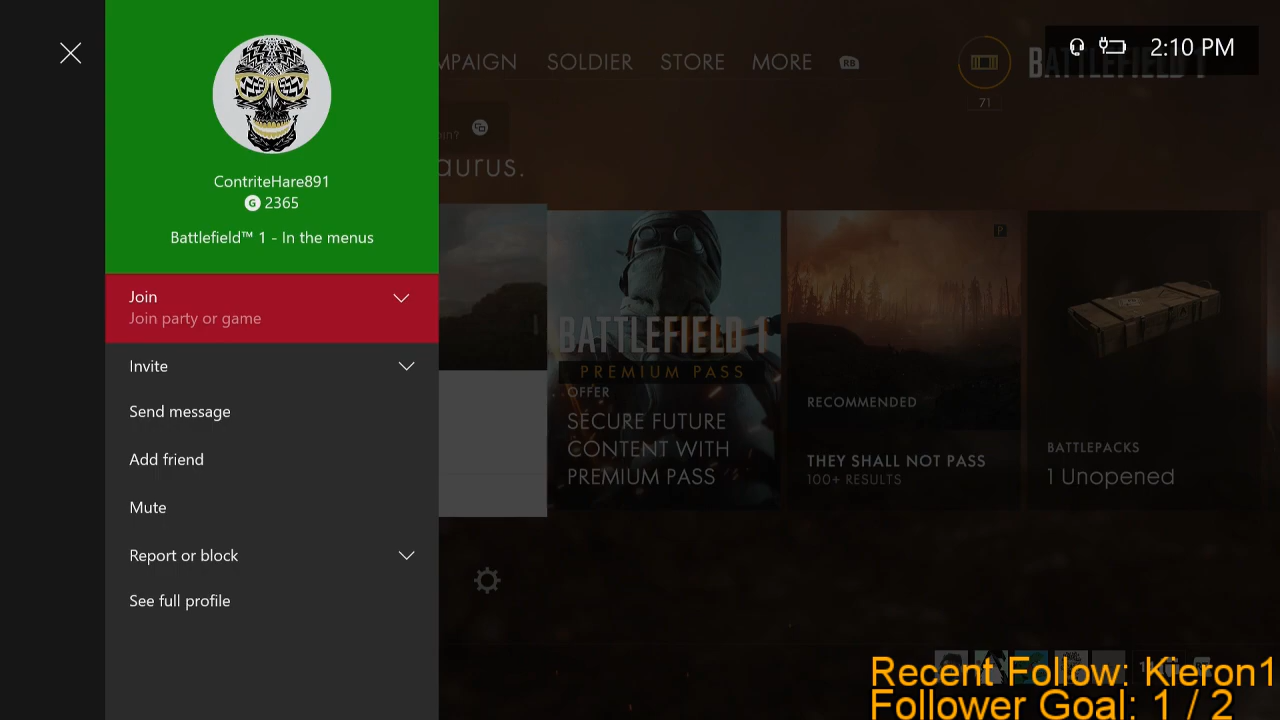 ContriteHare891
G 2365
Battlefield™ 1 - In the menus
Join
Join party or game
Invite
Send message
Add friend
Mute
Report or block
See full profile
MPAIGN SOLDIER STORE MORE RB
71
BATTLEFIELD 1
2:10 PM
in?
aurus.
BATTLEFIELD 1
PREMIUM PASS
OFFER
SECURE FUTURE
CONTENT WITH
PREMIUM PASS
P
RECOMMENDED
THEY SHALL NOT PASS
100+ RESULTS
BATTLEPACKS
1 Unopened
Recent Follow: Kieron1
Follower Goal: 1 / 2